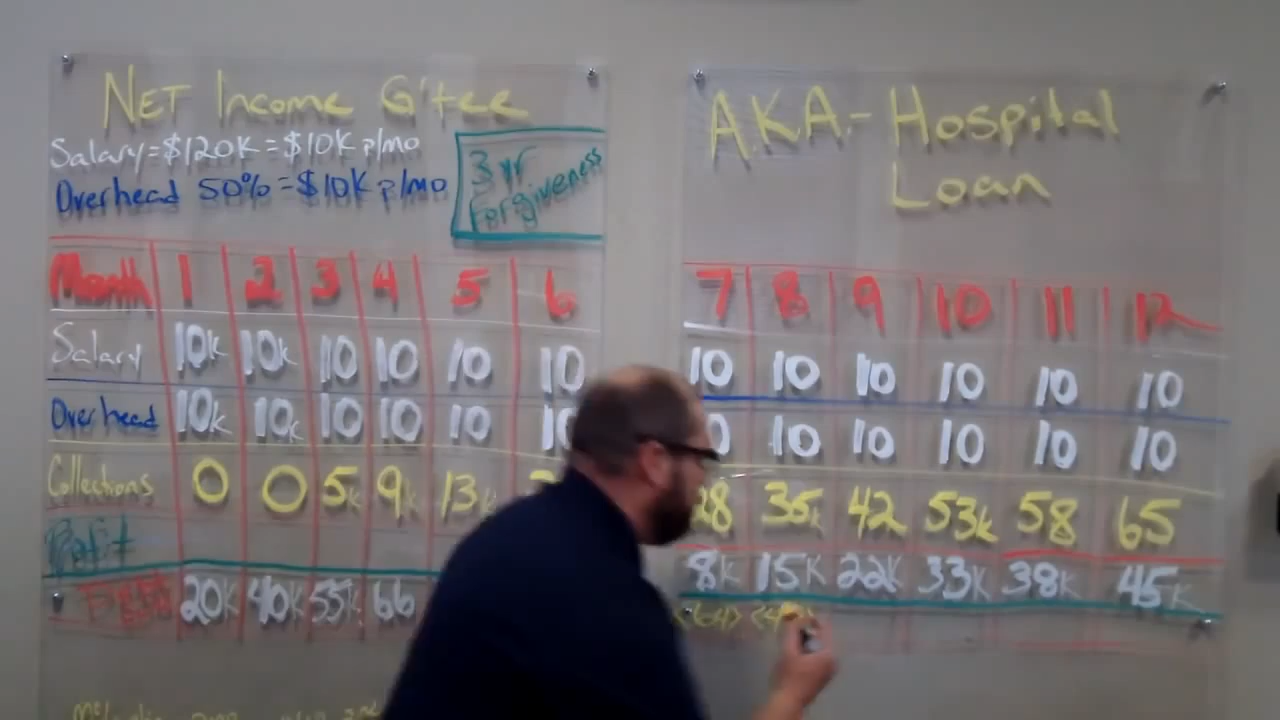 NET Income G'tee
Salary=$120K=$10K p/mo
Overhead 50%=$10K p/mo
3 yr
Forgiveness
Month 1 2 3 4 5 6
Salary 10k 10k 10 10 10 10
Overhead 10k 10k 10 10 10 10
Collections 0 0 5k 9k 13k
Profit
Debt 20K 40K 55K 66
A.K.A.- Hospital
Loan
7 8 9 10 11 12
10 10 10 10 10 10
10 10 10 10 10
28 35k 42 53k 58 65
8K 15K 22K 33K 38K 45K
<64>